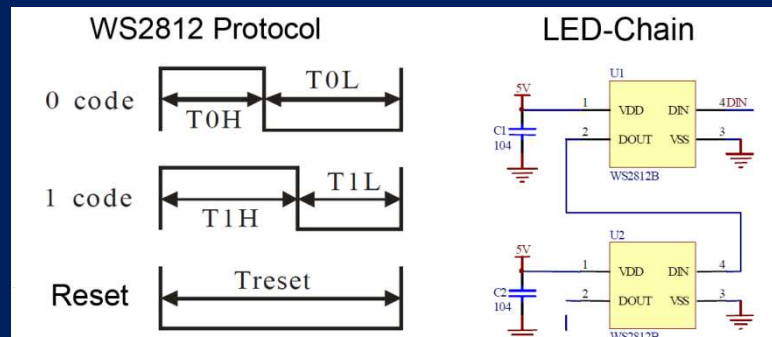 WS2812 Protocol
0 code
T0H
T0L
1 code
T1H
T1L
Reset
Treset
LED-Chain
U1
5V
1
VDD
DIN
4
DIN
C1
104
2
DOUT
VSS
3
WS2812B
U2
5V
1
VDD
DIN
4
C2
104
2
DOUT
VSS
3
WS2812B